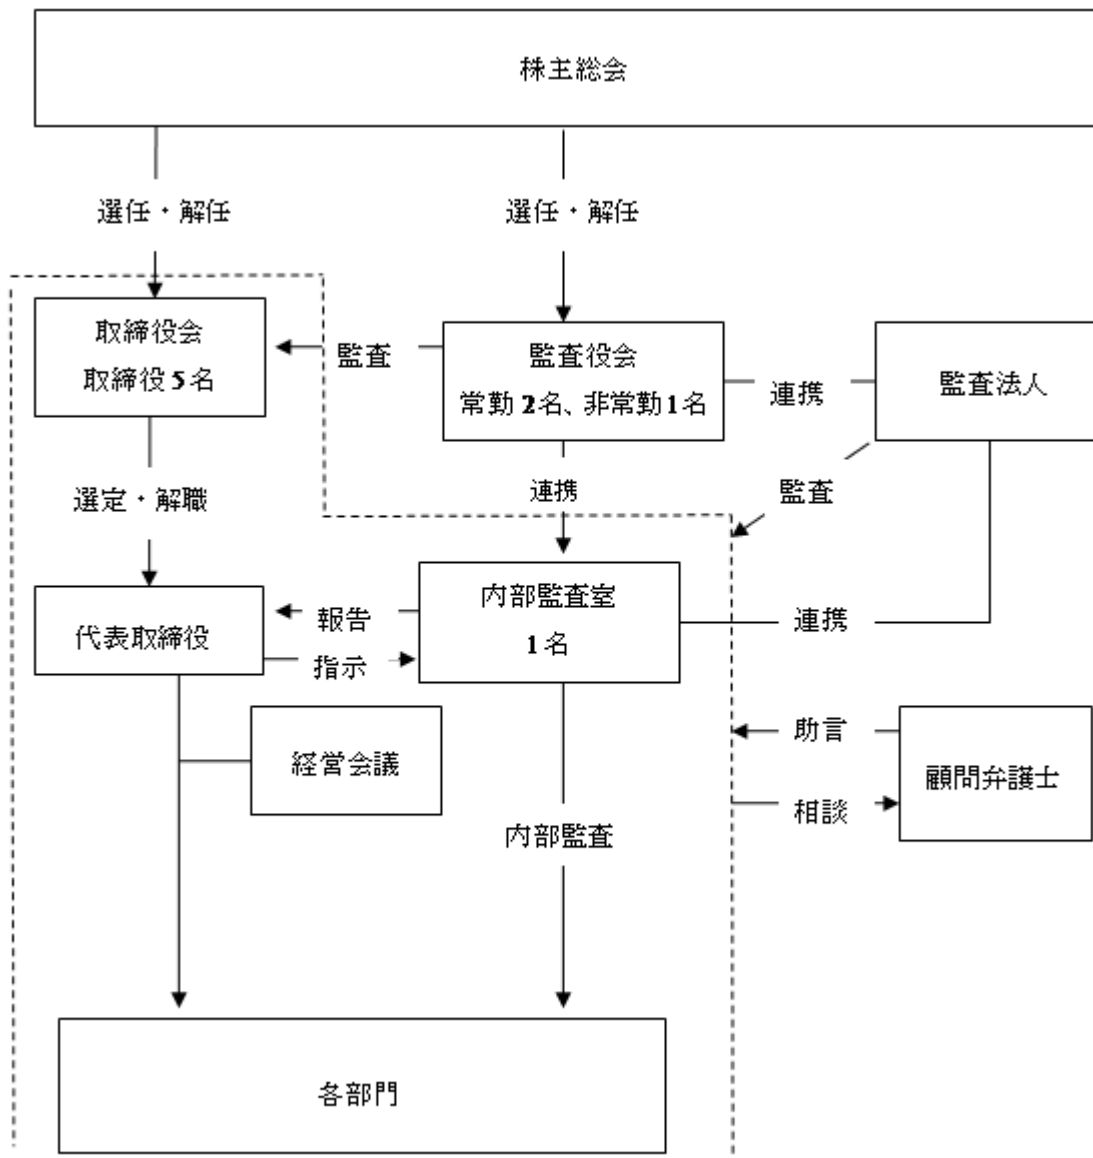 株主総会
選任・解任
選任・解任
取締役会
取締役5名
監査
監査役会
常勤2名、非常勤1名
連携
監査法人
選定・解職
連携
監査
代表取締役
報告
指示
内部監査室
1名
連携
経営会議
助言
相談
顧問弁護士
内部監査
各部門